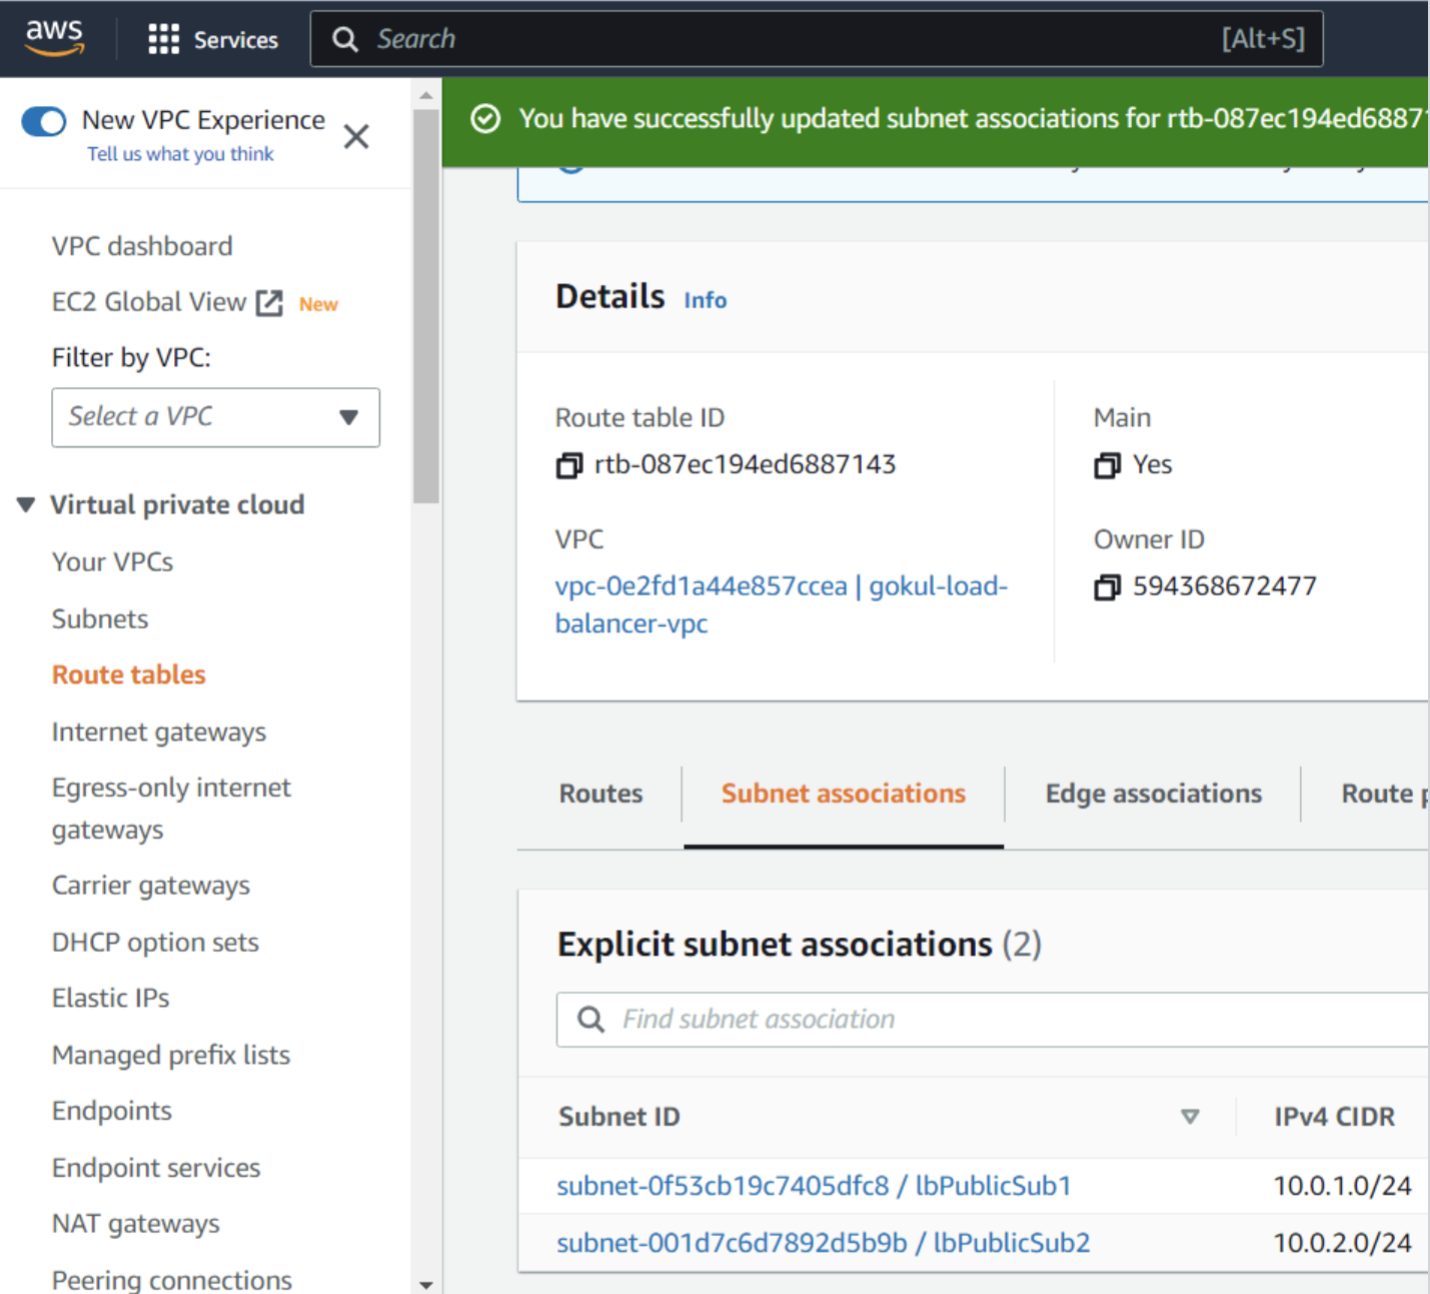 aws
Services
Search
[Alt+S]
New VPC Experience
Tell us what you think
VPC dashboard
EC2 Global View New
Filter by VPC:
Select a VPC
Virtual private cloud
Your VPCs
Subnets
Route tables
Internet gateways
Egress-only internet
gateways
Carrier gateways
DHCP option sets
Elastic IPs
Managed prefix lists
Endpoints
Endpoint services
NAT gateways
Peering connections
You have successfully updated subnet associations for rtb-087ec194ed6887
Details Info
Route table ID
rtb-087ec194ed6887143
Main
Yes
VPC
vpc-0e2fd1a44e857ccea | gokul-load-
balancer-vpc
Owner ID
594368672477
Routes
Subnet associations
Edge associations
Route
Explicit subnet associations (2)
Find subnet association
Subnet ID
IPv4 CIDR
subnet-0f53cb19c7405dfc8 / lbPublicSub1
10.0.1.0/24
subnet-001d7c6d7892d5b9b / lbPublicSub2
10.0.2.0/24